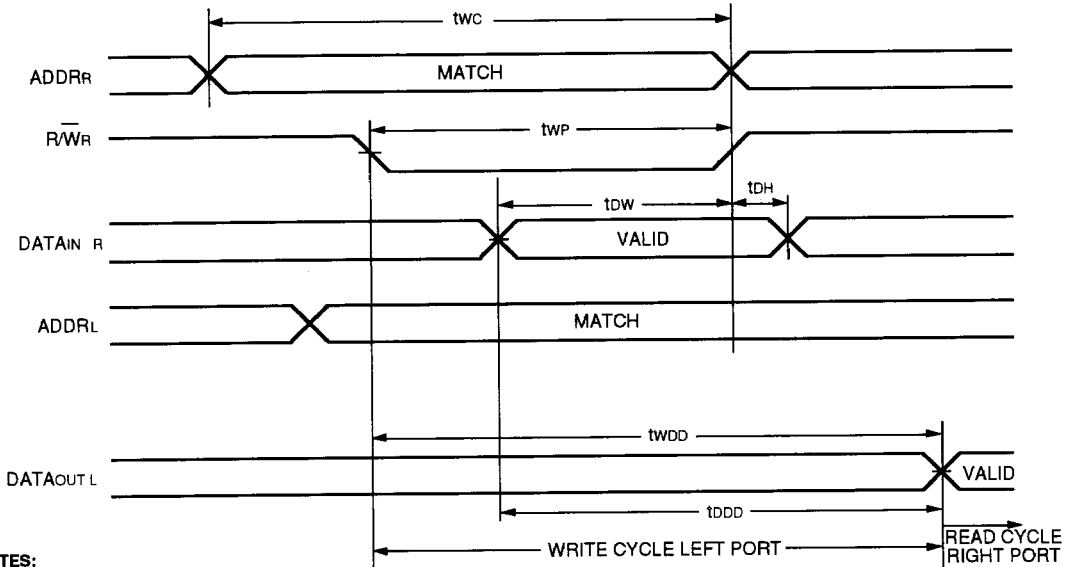 tWC
ADDRR
MATCH
R/W̅R
tWP
tDH
tDW
DATAIN R
VALID
ADDRL
MATCH
tWDD
DATAOUT L
VALID
tDDD
WRITE CYCLE LEFT PORT
READ CYCLE
RIGHT PORT
TES: